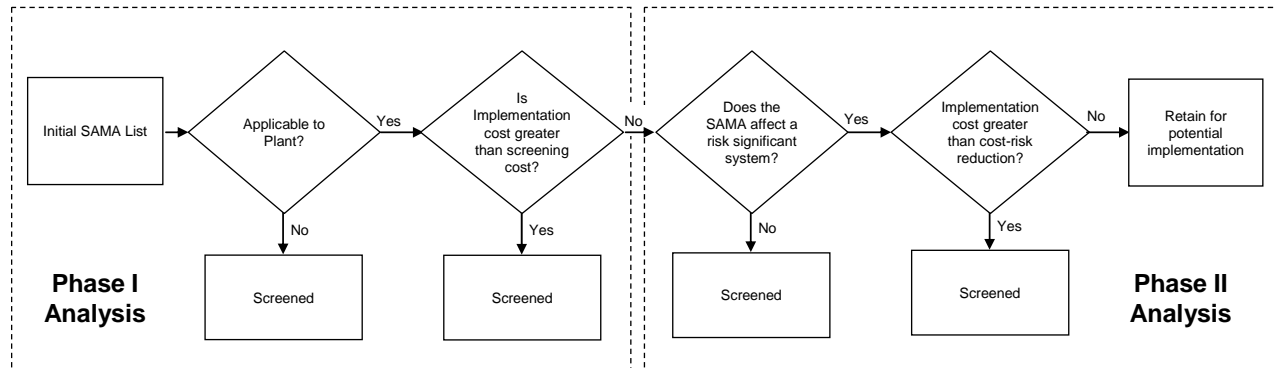 Initial SAMA List
Applicable to
Plant?
Yes
No
Screened
Is
Implementation
cost greater
than screening
cost?
No
Yes
Screened
Phase I
Analysis
Does the
SAMA affect a
risk significant
system?
Yes
No
Screened
Implementation
cost greater
than cost-risk
reduction?
No
Yes
Screened
Retain for
potential
implementation
Phase II
Analysis